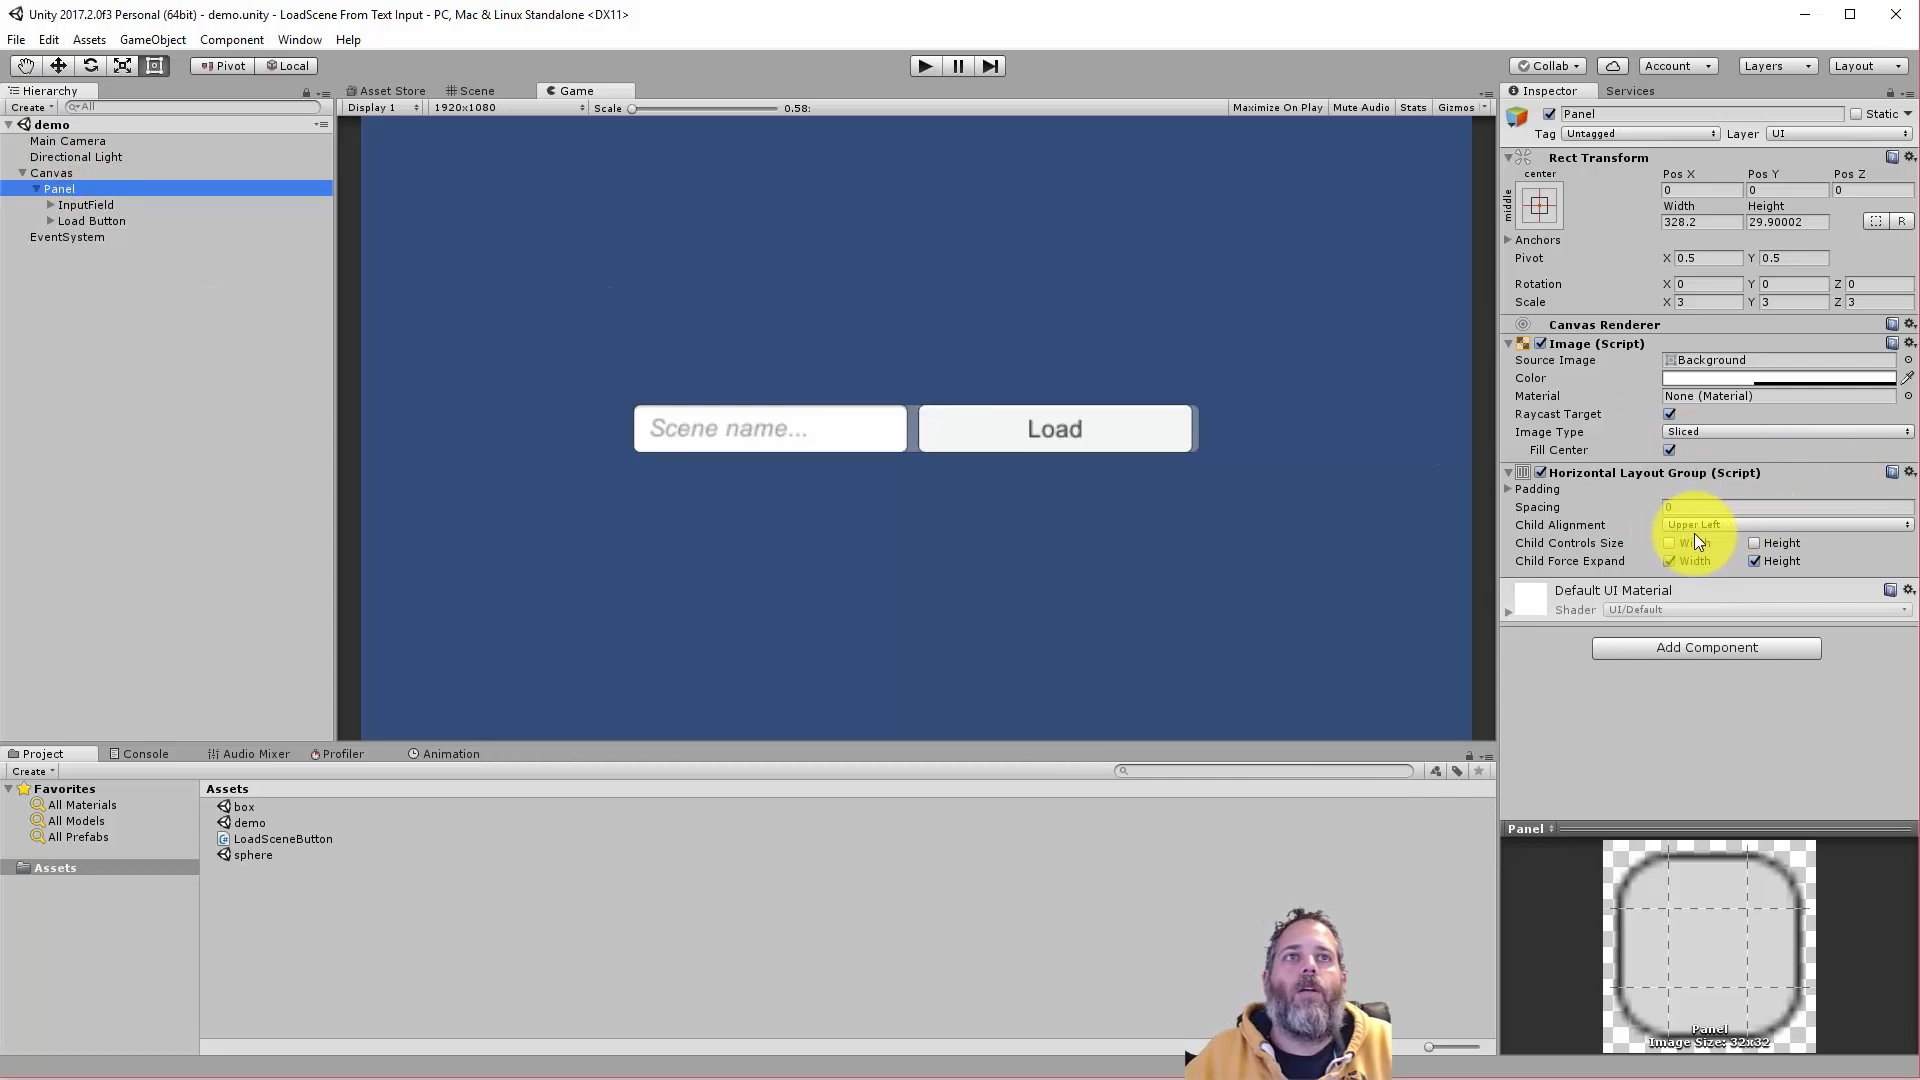 Unity 2017.2.0f3 Personal (64bit) - demo.unity - LoadScene From Text Input - PC, Mac & Linux Standalone <DX11>
File Edit Assets GameObject Component Window Help
Pivot Local Collab Account Layers Layout
Hierarchy Asset Store Scene Game Inspector Services
Create All Display 1 1920x1080 Scale 0.58: Maximize On Play Mute Audio Stats Gizmos
Panel Static
demo
Tag Untagged Layer UI
Main Camera
Directional Light
Canvas
Panel
InputField
Load Button
EventSystem
Rect Transform
center Pos X Pos Y Pos Z
middle 0 0 0
Width Height
328.2 29.90002 R
Anchors
Pivot X 0.5 Y 0.5
Rotation X 0 Y 0 Z 0
Scale X 3 Y 3 Z 3
Canvas Renderer
Image (Script)
Source Image Background
Color
Material None (Material)
Raycast Target
Image Type Sliced
Fill Center
Scene name... Load
Horizontal Layout Group (Script)
Padding
Spacing 0
Child Alignment Upper Left
Child Controls Size Width Height
Child Force Expand Width Height
Default UI Material
Shader UI/Default
Add Component
Project Console Audio Mixer Profiler Animation
Create
Favorites
All Materials
All Models
All Prefabs
Assets
Assets
box
demo
LoadSceneButton
sphere
Panel
Panel
Image Size: 32x32